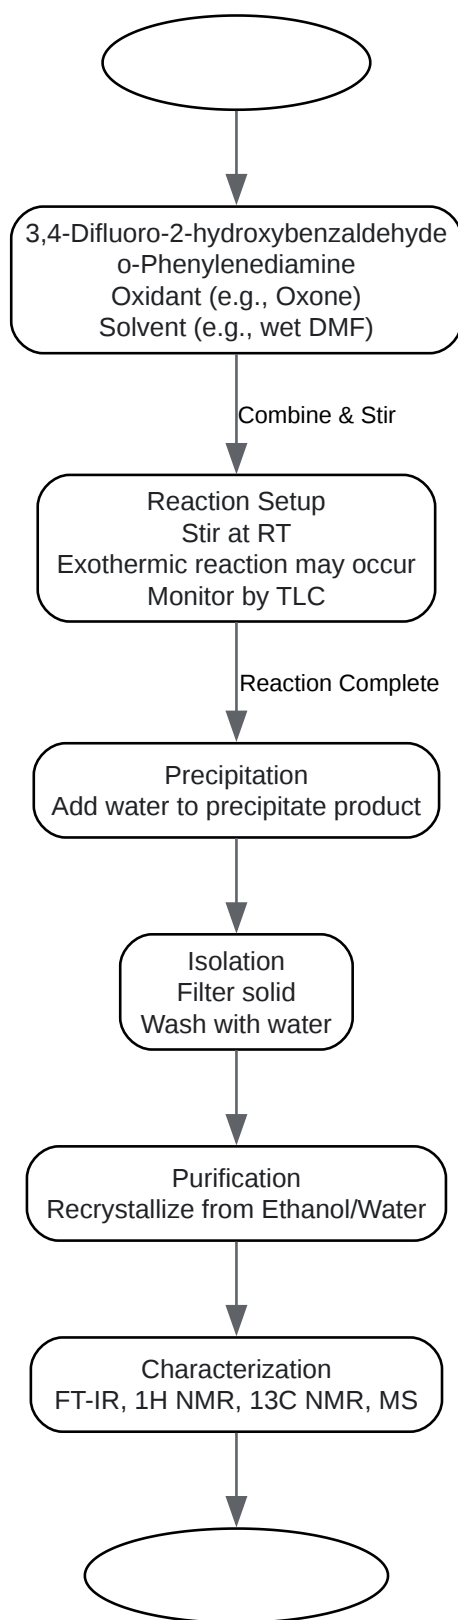 3,4-Difluoro-2-hydroxybenzaldehyde
o-Phenylenediamine
Oxidant (e.g., Oxone)
Solvent (e.g., wet DMF)
Combine & Stir
Reaction Setup
Stir at RT
Exothermic reaction may occur
Monitor by TLC
Reaction Complete
Precipitation
Add water to precipitate product
Isolation
Filter solid
Wash with water
Purification
Recrystallize from Ethanol/Water
Characterization
FT-IR, 1H NMR, 13C NMR, MS